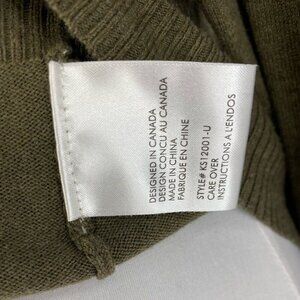 DESIGNED IN CANADA
DESIGN CONCU AU CANADA
MADE IN CHINA
FABRIQUE EN CHINE
STYLE# KS12001-U
CARE OVER
INSTRUCTIONS A L'ENDOS